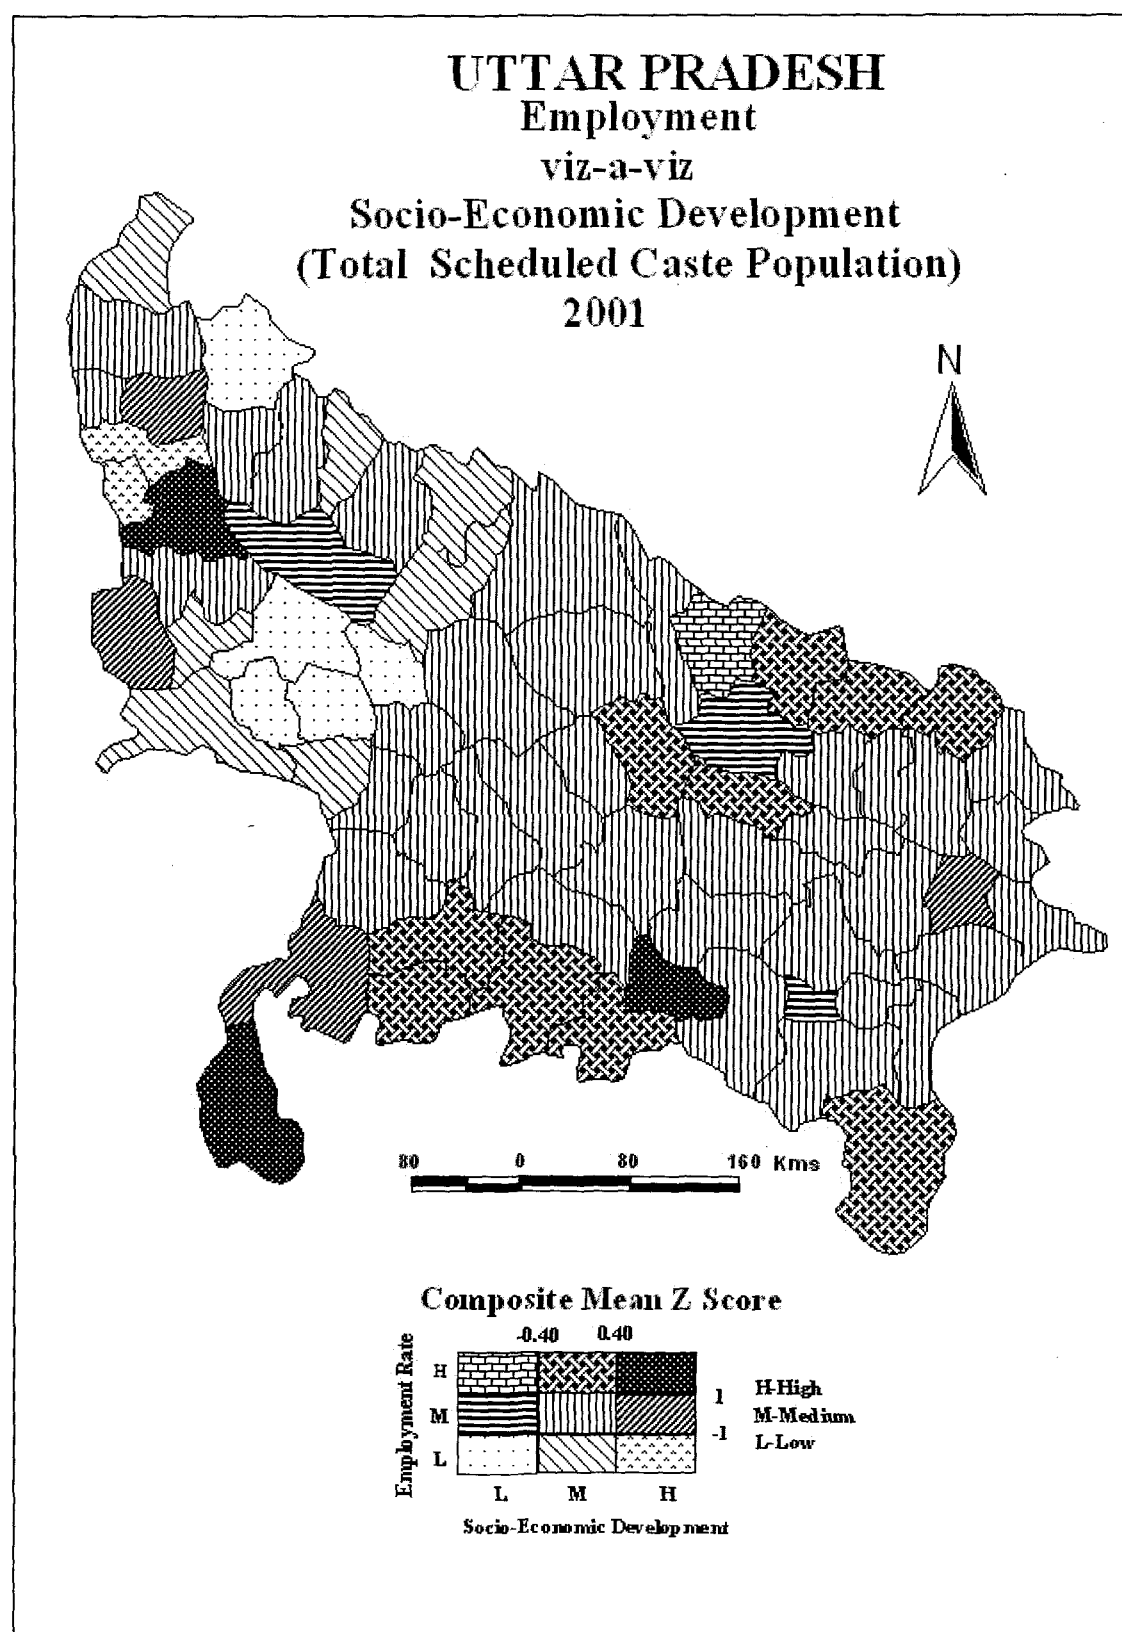 UTTAR PRADESH
Employment
viz-a-viz
Socio-Economic Development
(Total Scheduled Caste Population)
2001
N
80 0 80 160 Kms
Composite Mean Z Score
-0.40 0.40
Employment Rate
H
M
L
1
-1
H-High
M-Medium
L-Low
L M H
Socio-Economic Development